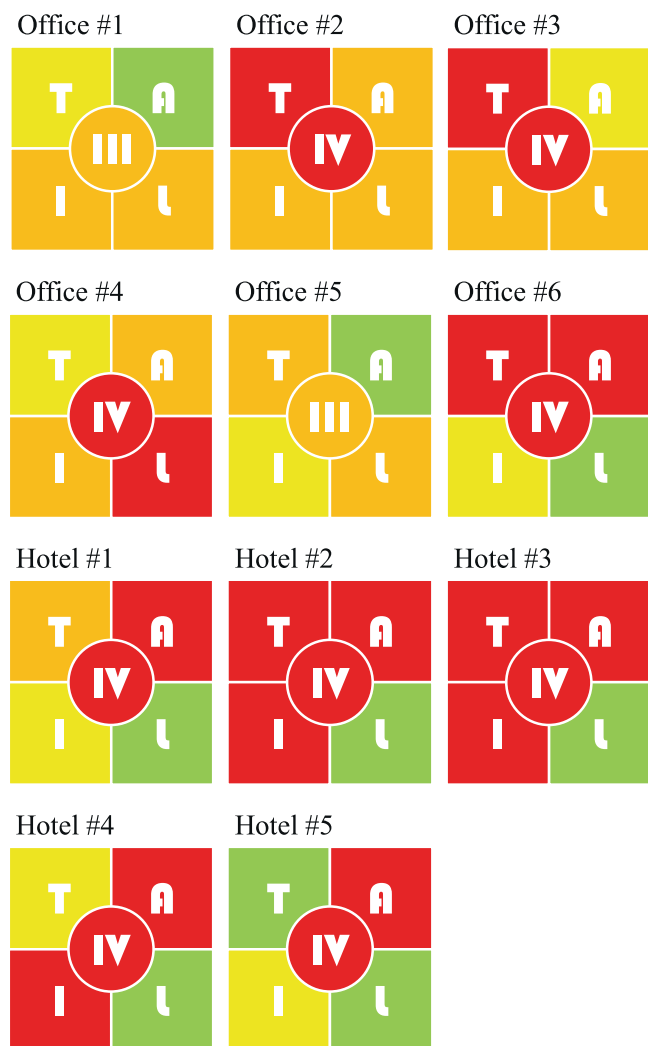 Office #1 Office #2 Office #3
T A T A T A
III IV IV
I L I L I L
Office #4 Office #5 Office #6
T A T A T A
IV III IV
I L I L I L
Hotel #1 Hotel #2 Hotel #3
T A T A T A
IV IV IV
I L I L I L
Hotel #4 Hotel #5
T A T A
IV IV
I L I L